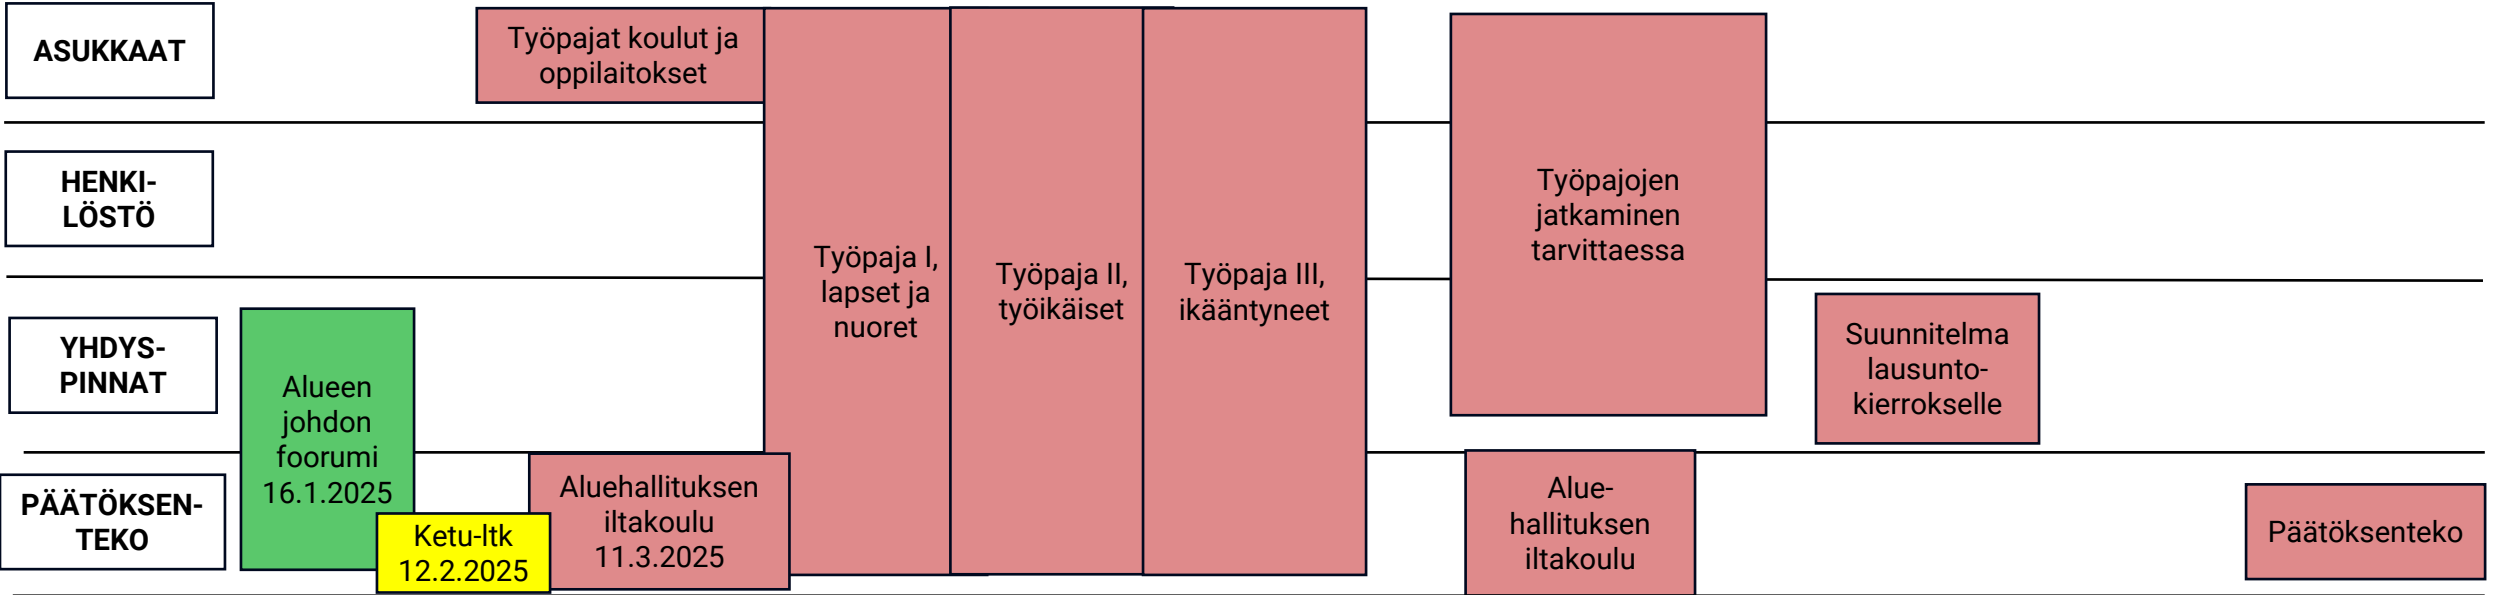 ASUKKAAT
Työpajat koulut ja
oppilaitokset
HENKI-
LÖSTÖ
Työpajojen
jatkaminen
tarvittaessa
Työpaja I,
lapset ja
nuoret
Työpaja II,
työikäiset
Työpaja III,
ikääntyneet
YHDYS-
PINNAT
Alueen
johdon
foorumi
16.1.2025
Suunnitelma
lausunto-
kierrokselle
PÄÄTÖKSEN-
TEKO
Ketu-ltk
12.2.2025
Aluehallituksen
iltakoulu
11.3.2025
Alue-
hallituksen
iltakoulu
Päätöksenteko